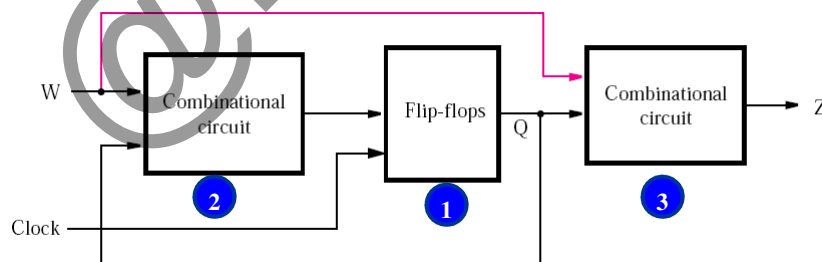 W
Combinational
circuit
Flip-flops
Q
Combinational
circuit
Z
2
1
3
Clock